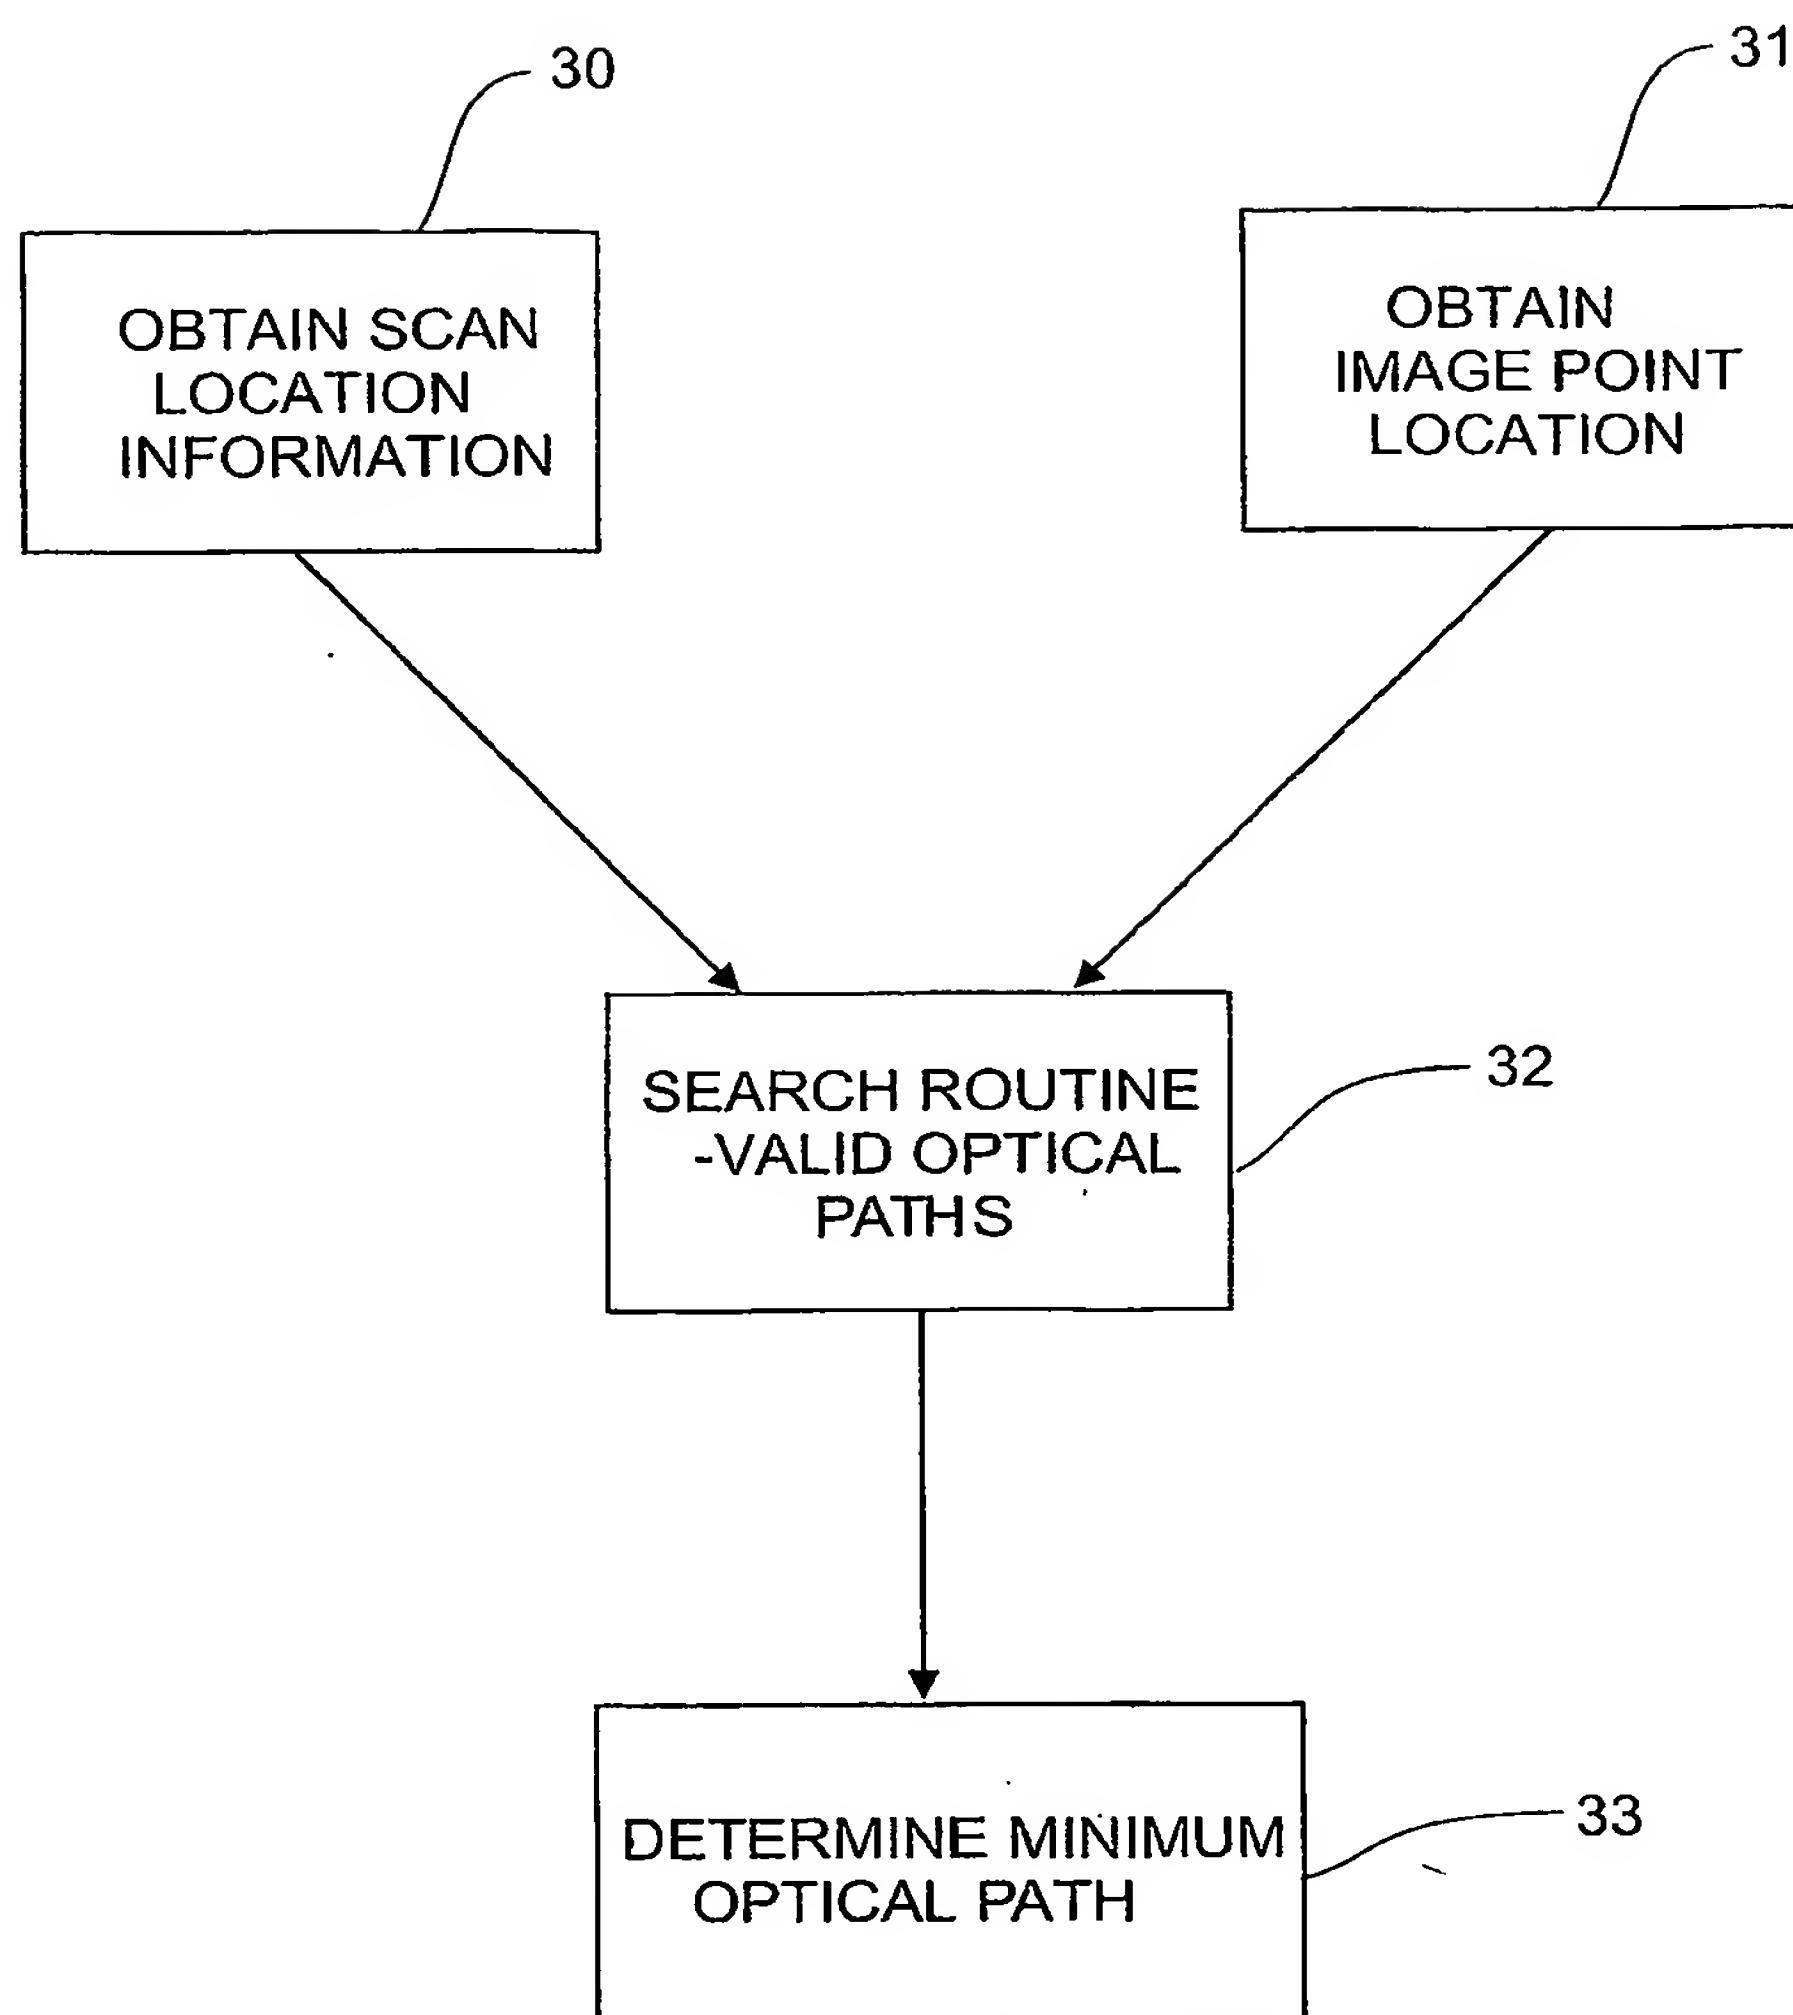 30
31
OBTAIN SCAN
LOCATION
INFORMATION
OBTAIN
IMAGE POINT
LOCATION
SEARCH ROUTINE
-VALID OPTICAL
PATHS
32
DETERMINE MINIMUM
OPTICAL PATH
33